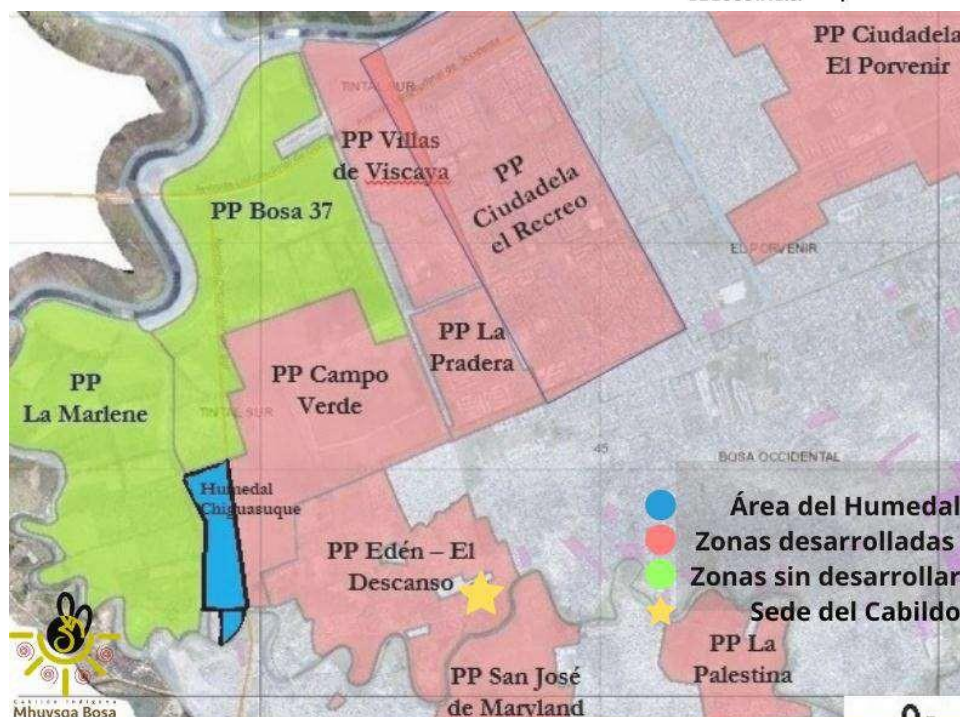 PP Ciudadela
El Porvenir
TINTAL SUR
PP Villas
de Viscaya
PP
Ciudadela
el Recreo
PP Bosa 37
EL PORVENIR
PP La
Pradera
PP
La Marlene
PP Campo
Verde
TINTAL SUR
45
BOSA OCCIDENTAL
Humedal
Chiguasuque
Área del Humedal
Zonas desarrolladas
Zonas sin desarrollar
Sede del Cabildo
PP Edén – El
Descanso
PP La
Palestina
PP San José
de Maryland
Cabildo Indígena
Mhuysqa Bosa